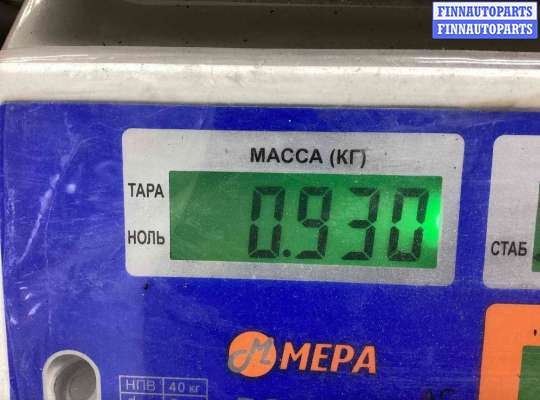 FINNAUTOPARTS
FINNAUTOPARTS
МАССА (КГ)
ТАРА
0.930
НОЛЬ
СТАБ
МЕРА
НПВ 40 кг